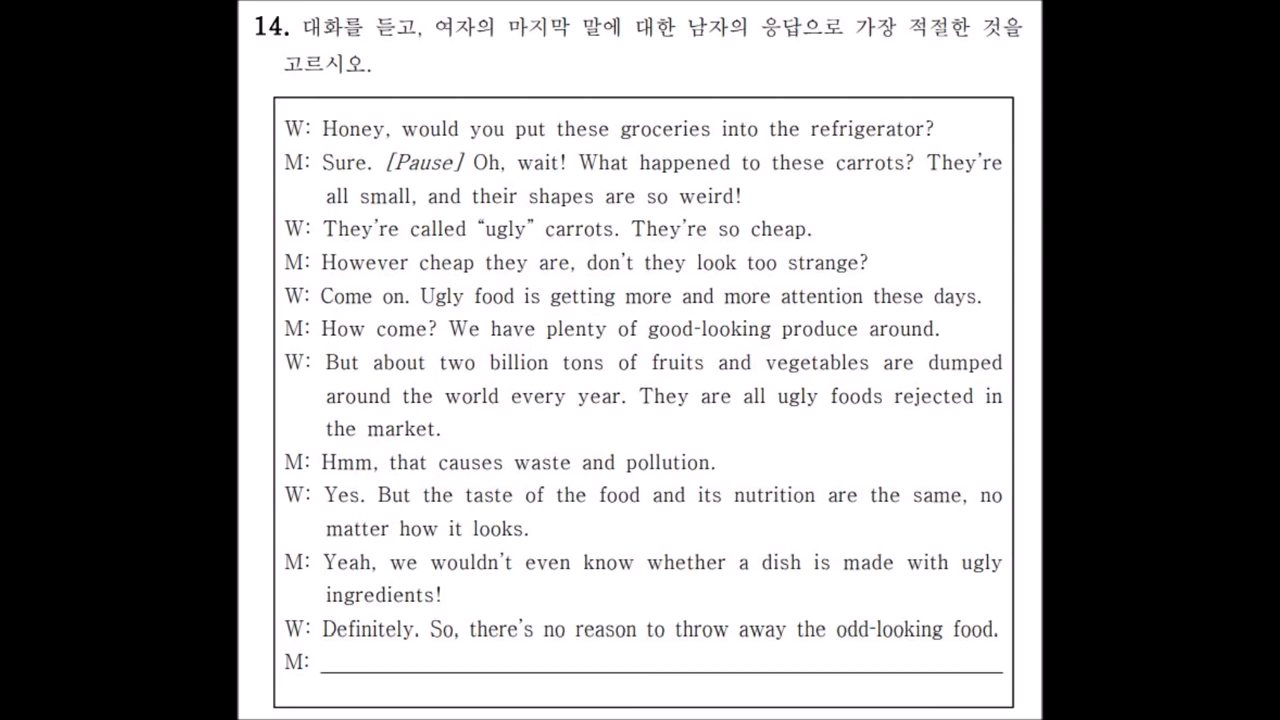 14. 대화를 듣고, 여자의 마지막 말에 대한 남자의 응답으로 가장 적절한 것을
고르시오.
W: Honey, would you put these groceries into the refrigerator?
M: Sure. [Pause] Oh, wait! What happened to these carrots? They're
all small, and their shapes are so weird!
W: They're called “ugly” carrots. They're so cheap.
M: However cheap they are, don't they look too strange?
W: Come on. Ugly food is getting more and more attention these days.
M: How come? We have plenty of good-looking produce around.
W: But about two billion tons of fruits and vegetables are dumped
around the world every year. They are all ugly foods rejected in
the market.
M: Hmm, that causes waste and pollution.
W: Yes. But the taste of the food and its nutrition are the same, no
matter how it looks.
M: Yeah, we wouldn't even know whether a dish is made with ugly
ingredients!
W: Definitely. So, there's no reason to throw away the odd-looking food.
M: